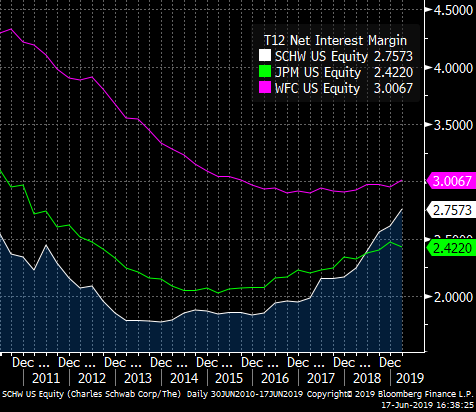 4.5000
T12 Net Interest Margin
SCHW US Equity 2.7573
JPM US Equity 2.4220
WFC US Equity 3.0067
4.0000
3.5000
3.0067
2.7573
2.4220
2.0000
Dec ... Dec ... Dec ... Dec ... Dec ... Dec ... Dec ... Dec
2011 2012 2013 2014 2015 2016 2017 2018 2019
SCHW US Equity (Charles Schwab Corp/The) Daily 30JUN2010-17JUN2019 Copyright© 2019 Bloomberg Finance L.P.
17-Jun-2019 16:38:25